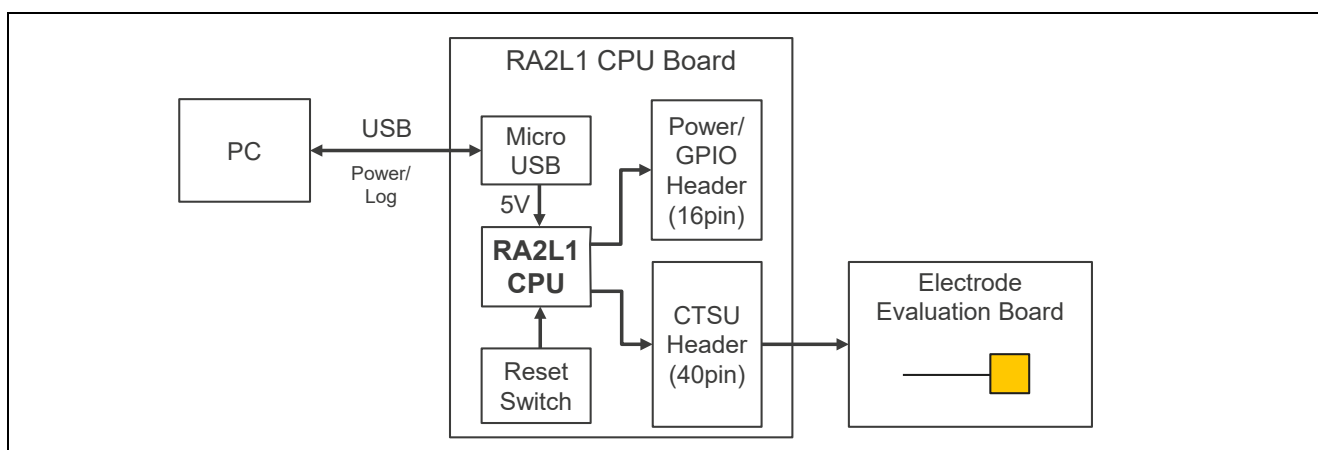 RA2L1 CPU Board
PC
USB
Power/
Log
Micro
USB
5V
RA2L1
CPU
Reset
Switch
Power/
GPIO
Header
(16pin)
CTSU
Header
(40pin)
Electrode
Evaluation Board